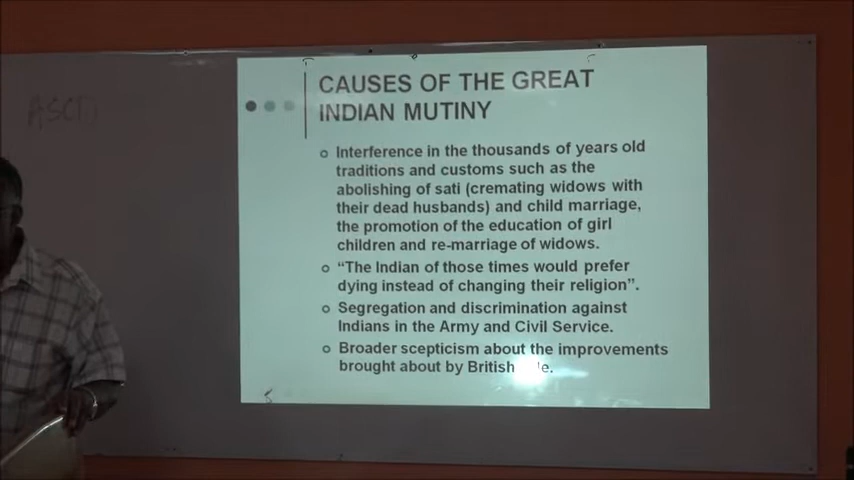 CAUSES OF THE GREAT
INDIAN MUTINY
Interference in the thousands of years old
traditions and customs such as the
abolishing of sati (cremating widows with
their dead husbands) and child marriage,
the promotion of the education of girl
children and re-marriage of widows.
“The Indian of those times would prefer
dying instead of changing their religion”.
Segregation and discrimination against
Indians in the Army and Civil Service.
Broader scepticism about the improvements
brought about by British